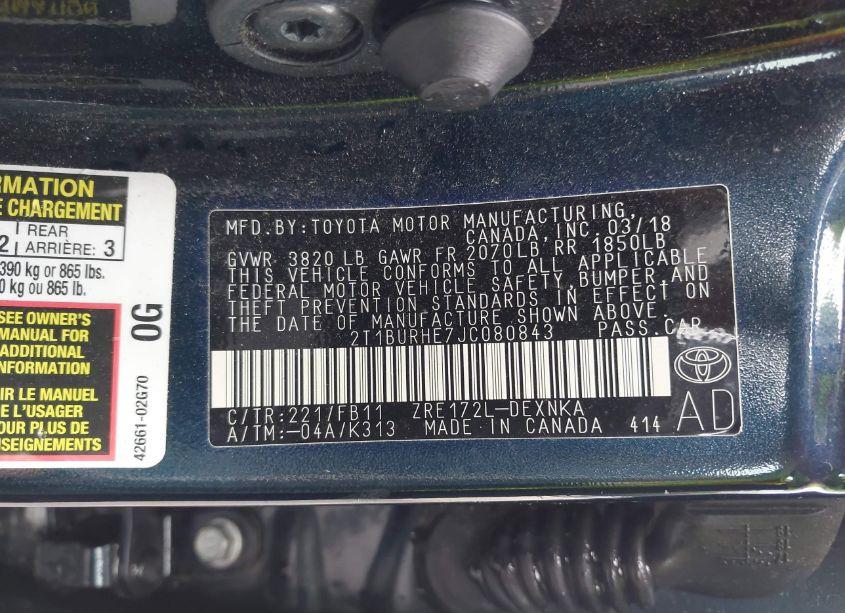 RMATION
E CHARGEMENT
2 REAR
ARRIÈRE: 3
390 kg or 865 lbs.
0 kg ou 865 lb.
SEE OWNER'S
MANUAL FOR
ADDITIONAL
INFORMATION
IR LE MANUEL
DE L'USAGER
OUR PLUS DE
NSEIGNEMENTS
0G
42661-02G70
MFD.BY:TOYOTA MOTOR MANUFACTURING,
CANADA, INC. 03/18
GVWR 3820 LB GAWR FR 2070LB RR 1850LB
THIS VEHICLE CONFORMS TO ALL APPLICABLE
FEDERAL MOTOR VEHICLE SAFETY,BUMPER,AND
THEFT PREVENTION STANDARDS IN EFFECT ON
THE DATE OF MANUFACTURE SHOWN ABOVE.
2T1BURHE7JC080843 PASS.CAR
C/TR:221/FB11 ZRE172L-DEXNKA
A/TM:-04A/K313 MADE IN CANADA 414
AD